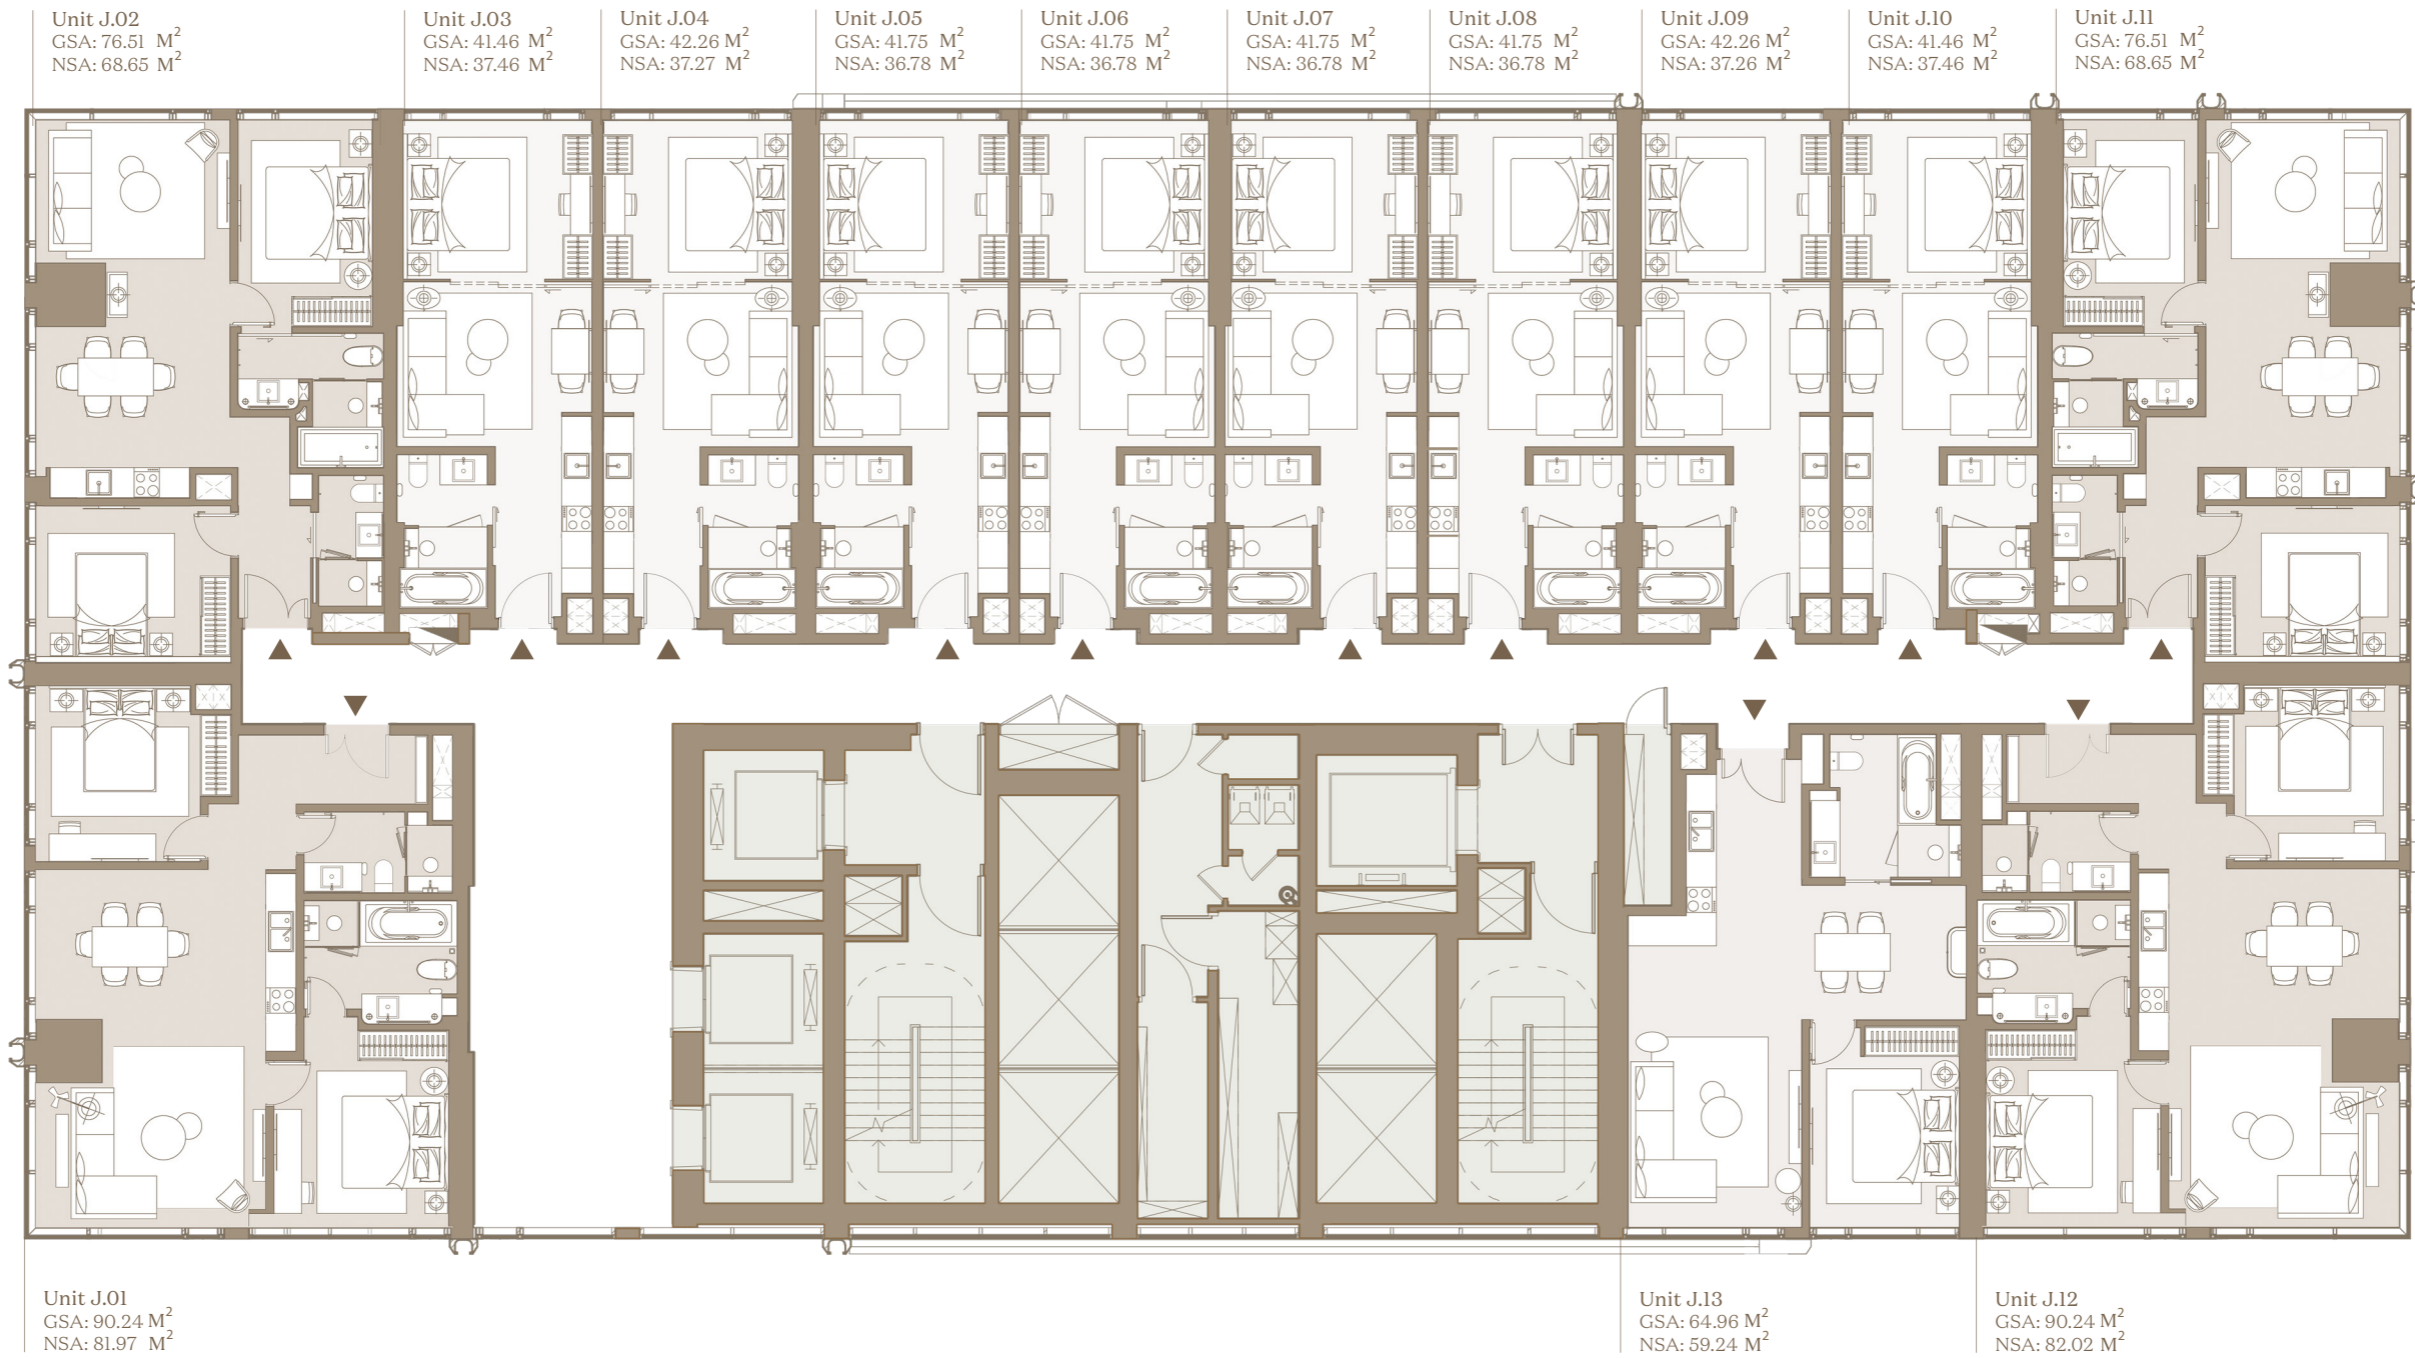 Unit J.02
GSA: 76.51 M²
NSA: 68.65 M²
Unit J.03
GSA: 41.46 M²
NSA: 37.46 M²
Unit J.04
GSA: 42.26 M²
NSA: 37.27 M²
Unit J.05
GSA: 41.75 M²
NSA: 36.78 M²
Unit J.06
GSA: 41.75 M²
NSA: 36.78 M²
Unit J.07
GSA: 41.75 M²
NSA: 36.78 M²
Unit J.08
GSA: 41.75 M²
NSA: 36.78 M²
Unit J.09
GSA: 42.26 M²
NSA: 37.26 M²
Unit J.10
GSA: 41.46 M²
NSA: 37.46 M²
Unit J.11
GSA: 76.51 M²
NSA: 68.65 M²
Unit J.01
GSA: 90.24 M²
NSA: 81.97 M²
Unit J.13
GSA: 64.96 M²
NSA: 59.24 M²
Unit J.12
GSA: 90.24 M²
NSA: 82.02 M²